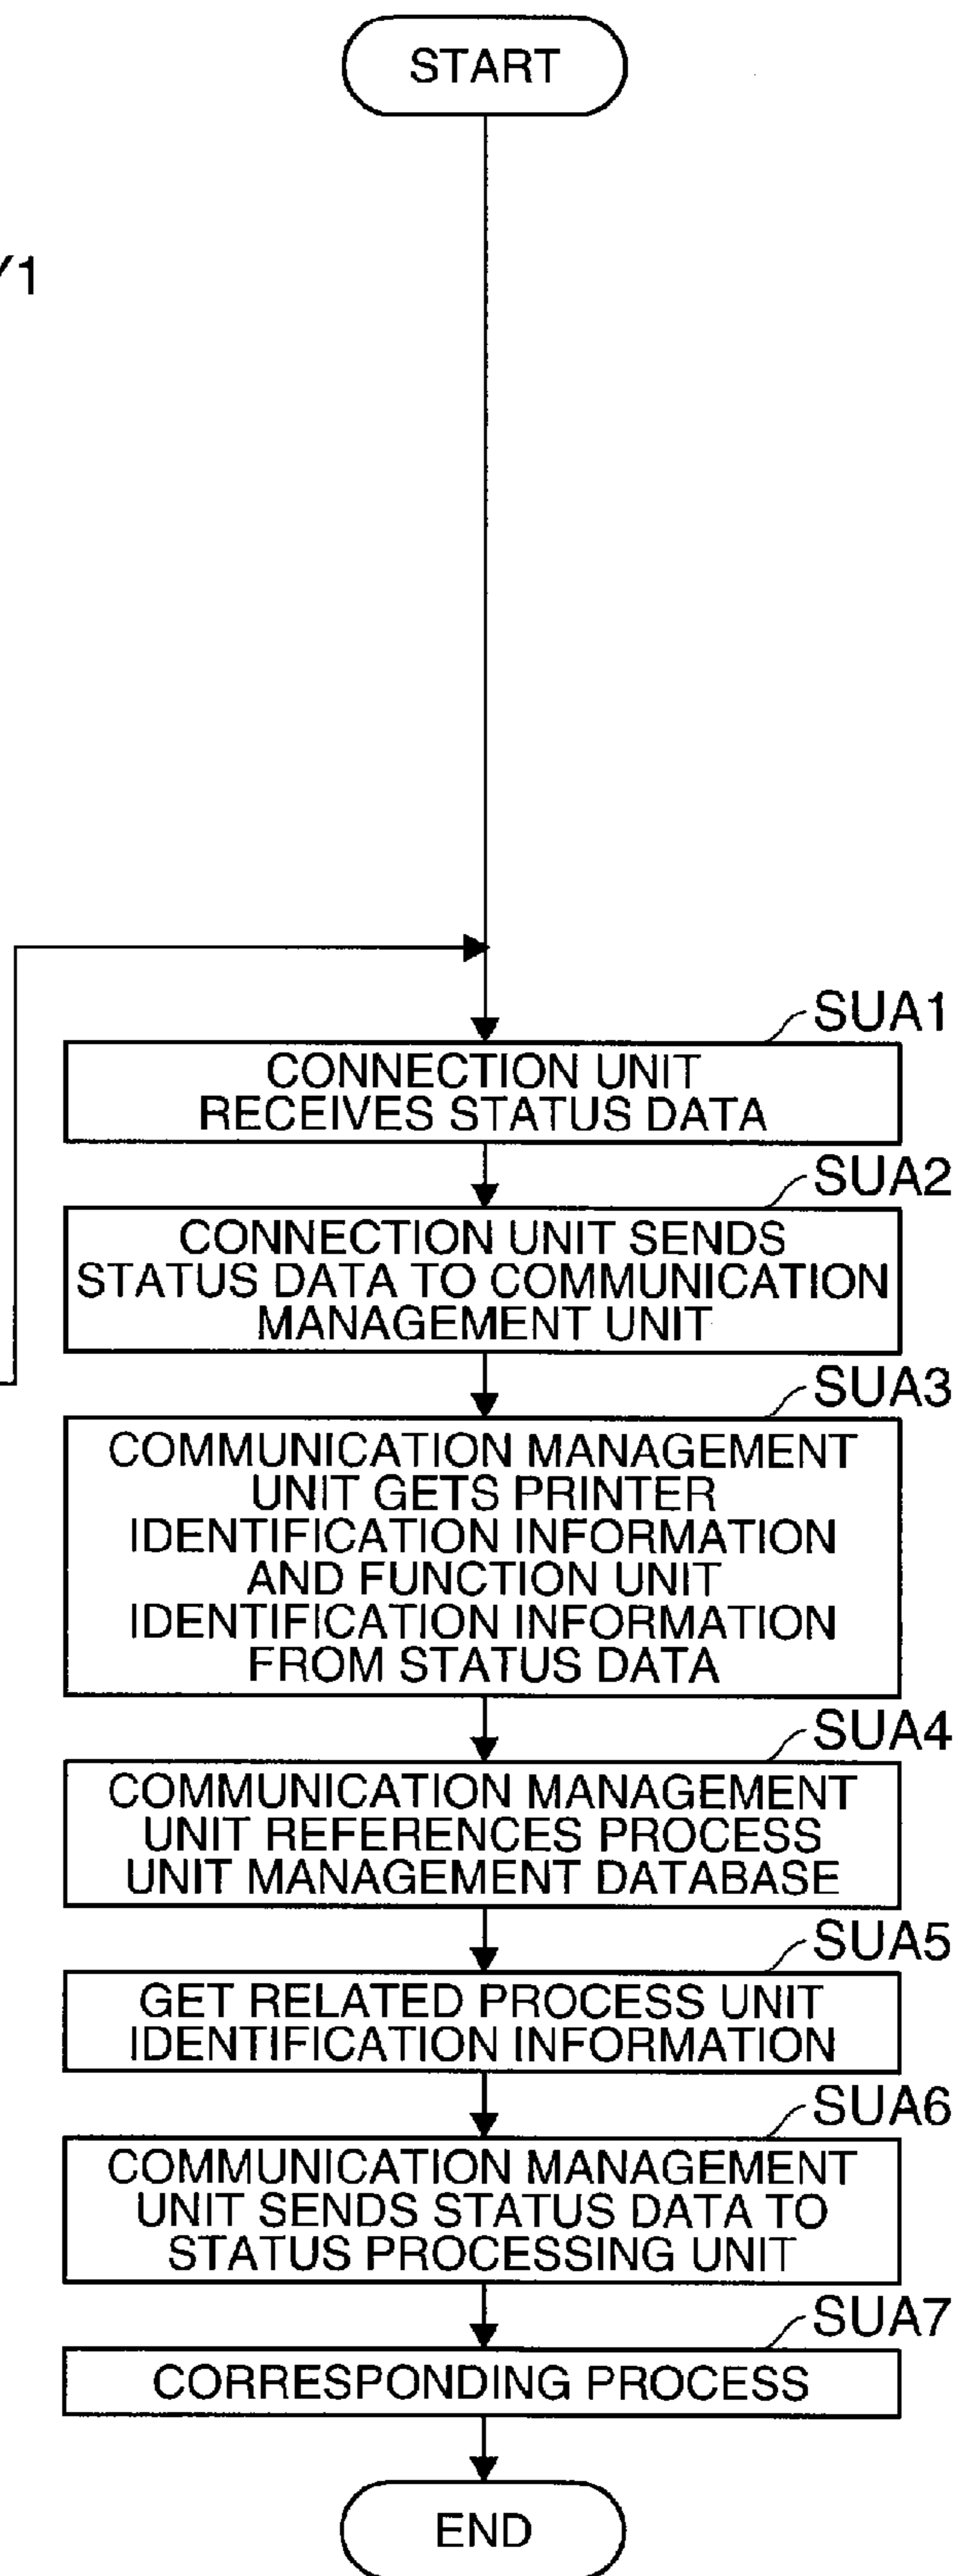 START
Y1
SUA1
CONNECTION UNIT
RECEIVES STATUS DATA
SUA2
CONNECTION UNIT SENDS
STATUS DATA TO COMMUNICATION
MANAGEMENT UNIT
SUA3
COMMUNICATION MANAGEMENT
UNIT GETS PRINTER
IDENTIFICATION INFORMATION
AND FUNCTION UNIT
IDENTIFICATION INFORMATION
FROM STATUS DATA
SUA4
COMMUNICATION MANAGEMENT
UNIT REFERENCES PROCESS
UNIT MANAGEMENT DATABASE
SUA5
GET RELATED PROCESS UNIT
IDENTIFICATION INFORMATION
SUA6
COMMUNICATION MANAGEMENT
UNIT SENDS STATUS DATA TO
STATUS PROCESSING UNIT
SUA7
CORRESPONDING PROCESS
END